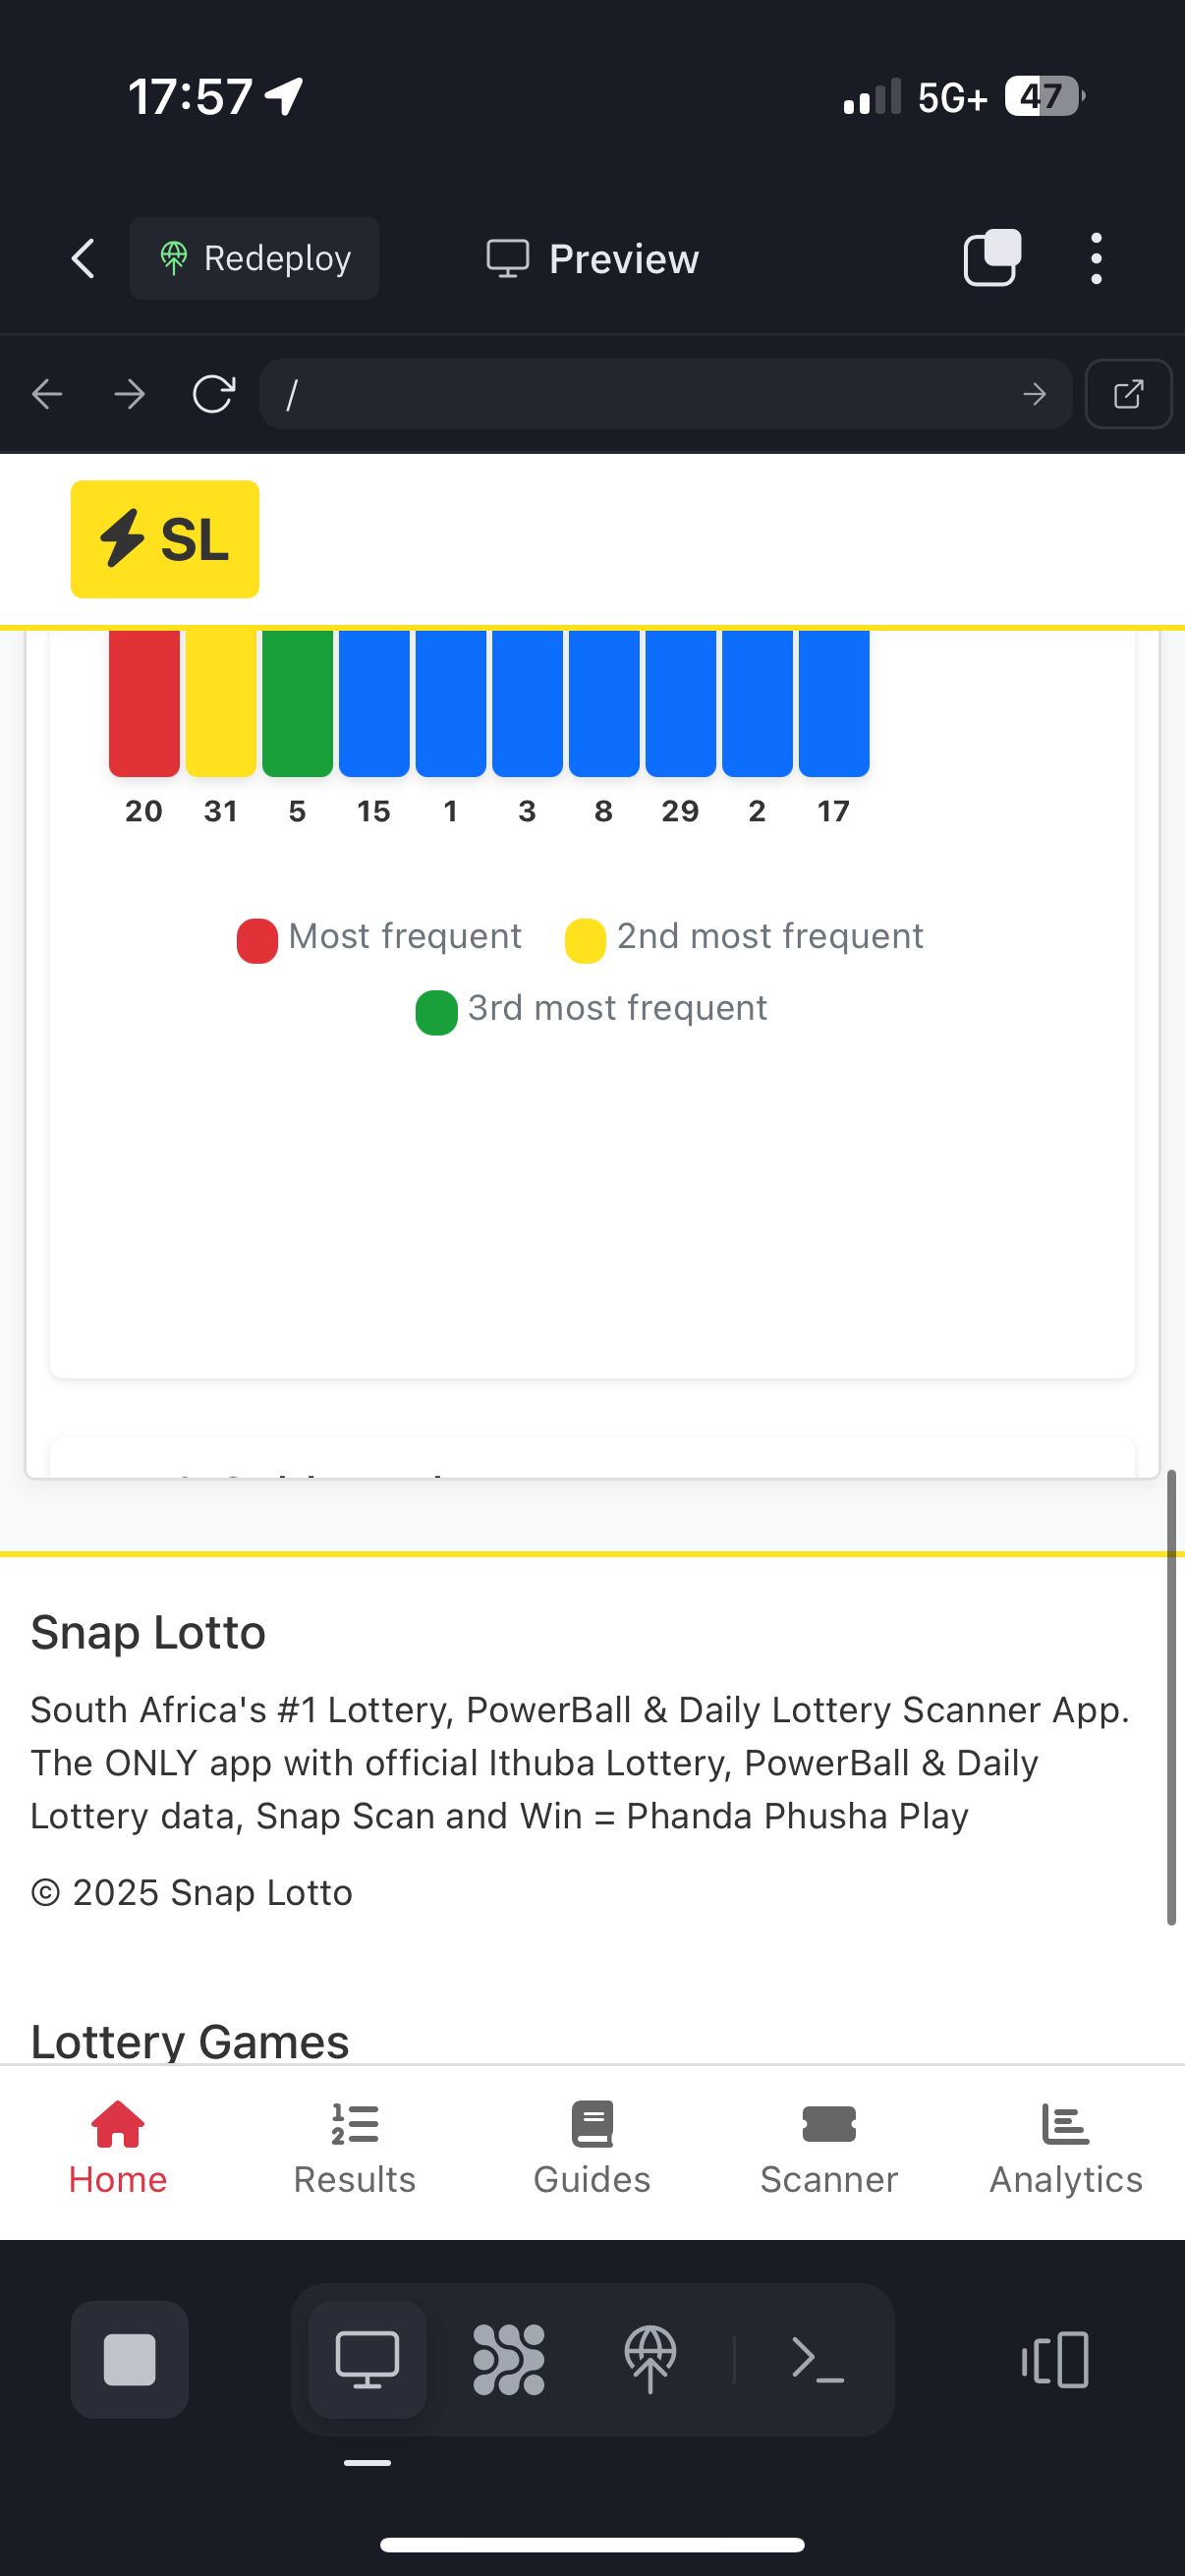 17:57
5G+
47
Redeploy
Preview
/
SL
20 31 5 15 1 3 8 29 2 17
Most frequent
2nd most frequent
3rd most frequent
Snap Lotto
South Africa's #1 Lottery, PowerBall & Daily Lottery Scanner App.
The ONLY app with official Ithuba Lottery, PowerBall & Daily
Lottery data, Snap Scan and Win = Phanda Phusha Play
© 2025 Snap Lotto
Lottery Games
Home
Results
Guides
Scanner
Analytics